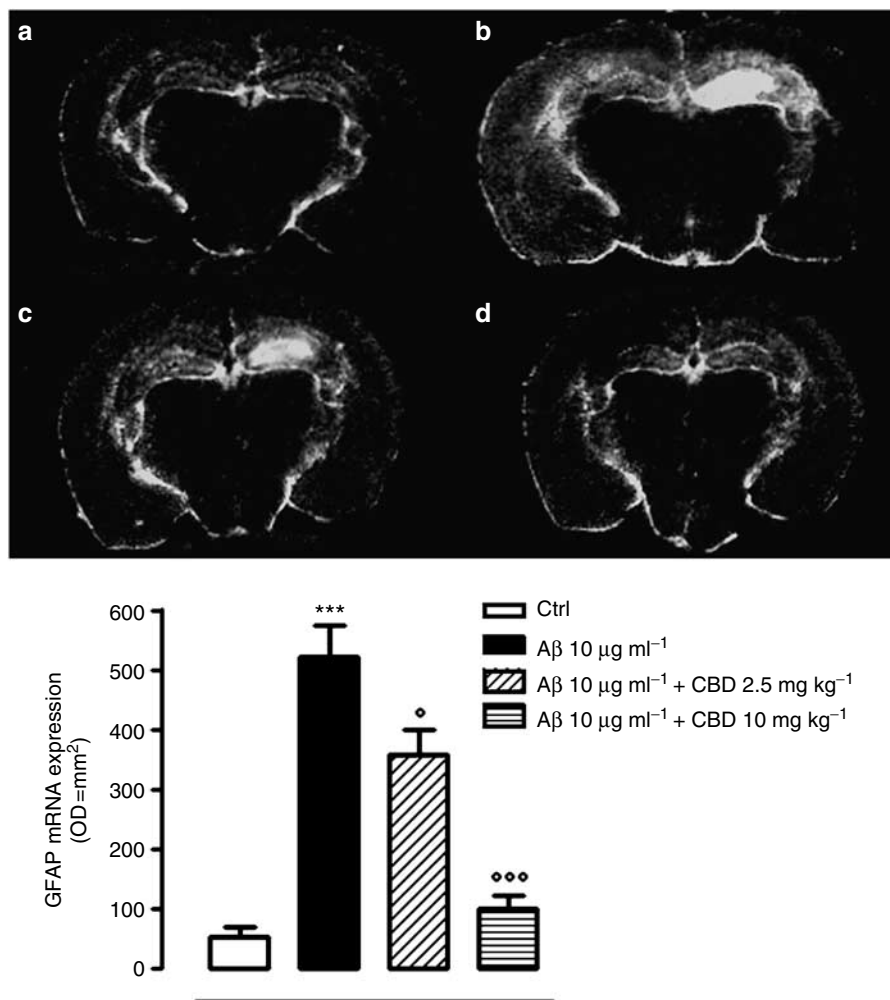 a
b
c
d
600
500
400
300
200
100
0
GFAP mRNA expression
(OD=mm²)
***
°
°°°
Ctrl
Aβ 10 μg ml⁻¹
Aβ 10 μg ml⁻¹ + CBD 2.5 mg kg⁻¹
Aβ 10 μg ml⁻¹ + CBD 10 mg kg⁻¹